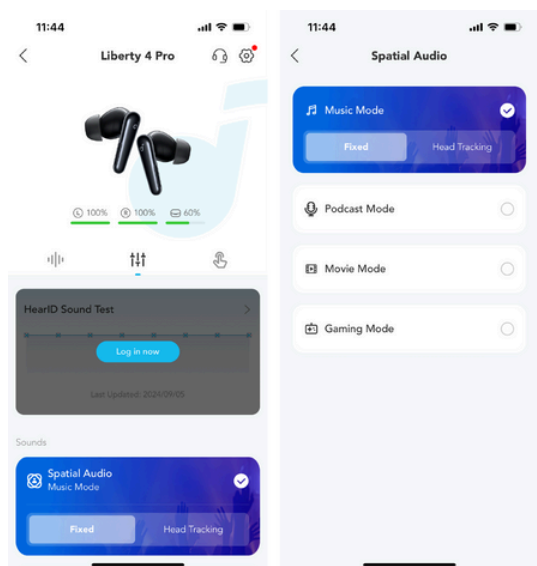 11:44
Liberty 4 Pro
L 100% R 100% 60%
HearID Sound Test
Log in now
Last Updated: 2024/09/05
Sounds
Spatial Audio
Music Mode
Fixed Head Tracking
11:44
Spatial Audio
Music Mode
Fixed Head Tracking
Podcast Mode
Movie Mode
Gaming Mode